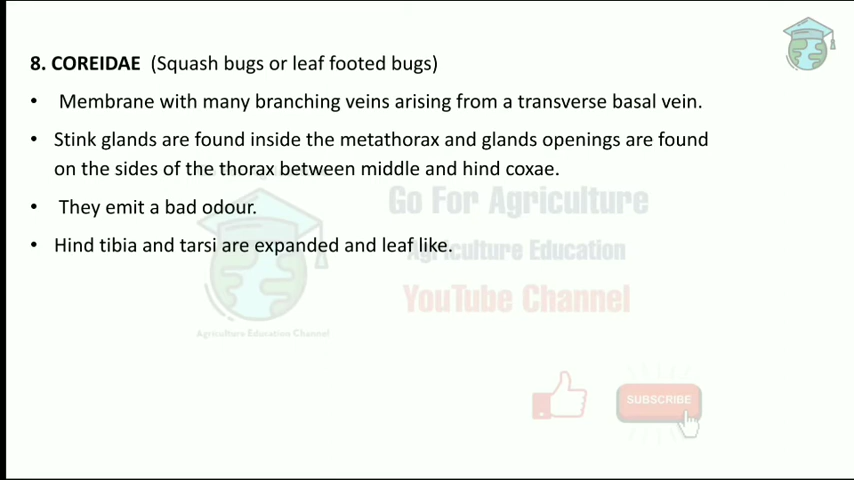 8. COREIDAE (Squash bugs or leaf footed bugs)
• Membrane with many branching veins arising from a transverse basal vein.
• Stink glands are found inside the metathorax and glands openings are found
on the sides of the thorax between middle and hind coxae.
• They emit a bad odour.
• Hind tibia and tarsi are expanded and leaf like.
Go For Agriculture
Agriculture Education
YouTube Channel
Agriculture Education Channel
SUBSCRIBE